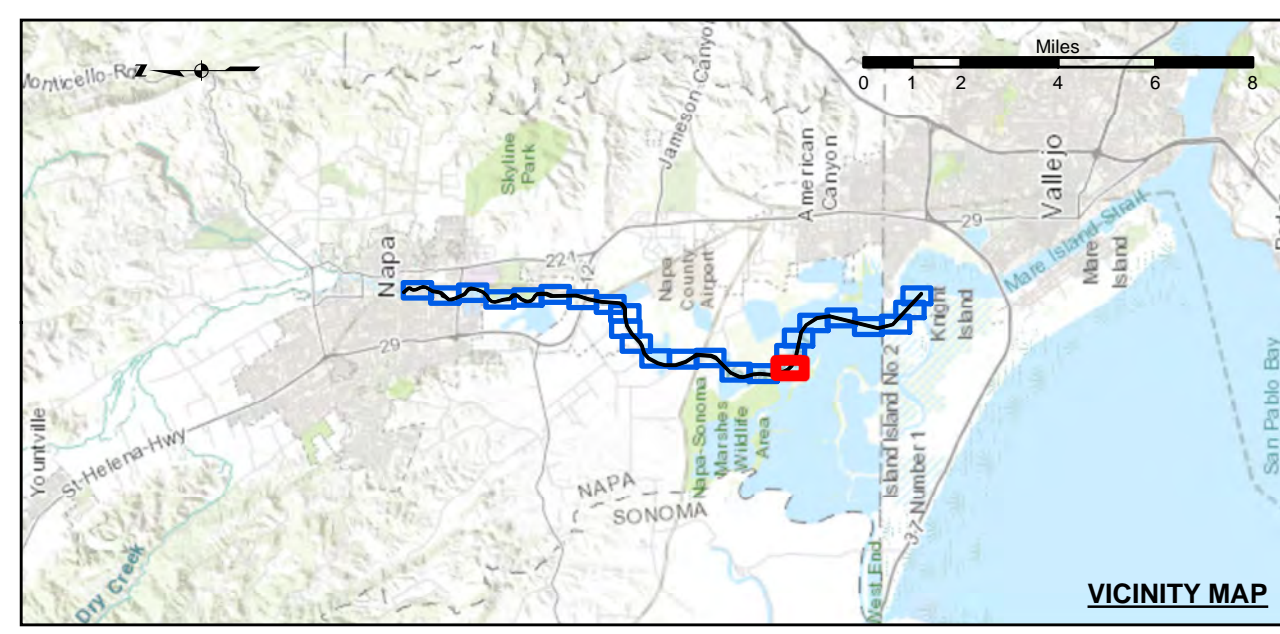 Monticello-Rd
Z
Miles
0 1 2 4 6 8
Jameson-Canyo
Skyline
Park
American
Canyon
Vallejo
Napa
221
12
29
Napa
County
Airport
Mare Island-Strait
Mare
Island
29
Knight
Island
Yountville
St-Helena-Hwy
Napa-Sonoma
Marshes
Wildlife
Area
Island Island No 2
Number 1
37
San Pablo Bay
NAPA
SONOMA
Dry Creek
West End
VICINITY MAP